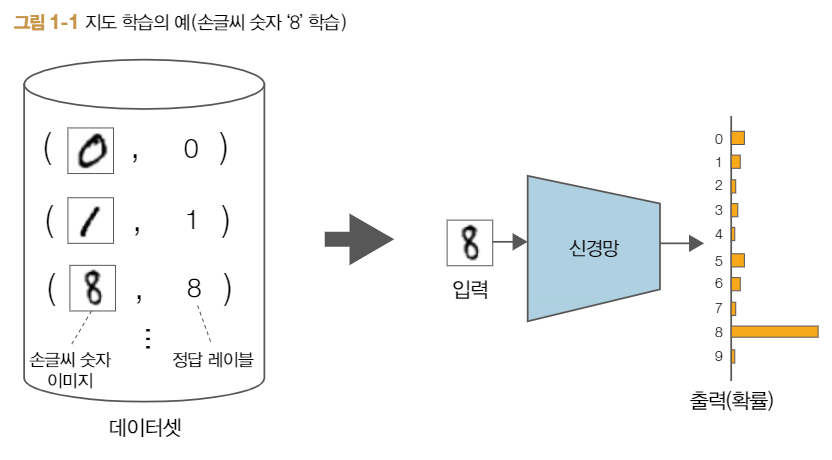 그림 1-1 지도 학습의 예(손글씨 숫자 ‘8’ 학습)
( 0 , 0 )
( 1 , 1 )
( 8 , 8 )
⋮
손글씨 숫자
이미지
정답 레이블
데이터셋
8
입력
신경망
0
1
2
3
4
5
6
7
8
9
출력(확률)